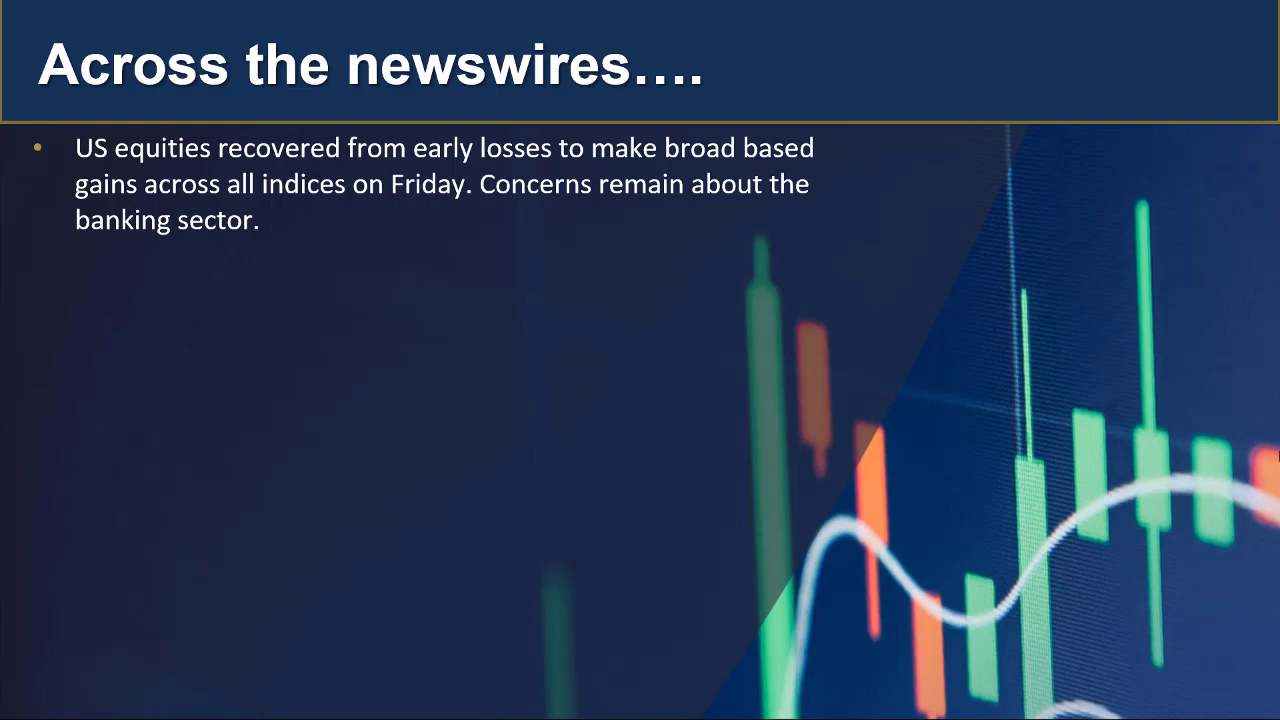 Across the newswires….
• US equities recovered from early losses to make broad based
gains across all indices on Friday. Concerns remain about the
banking sector.